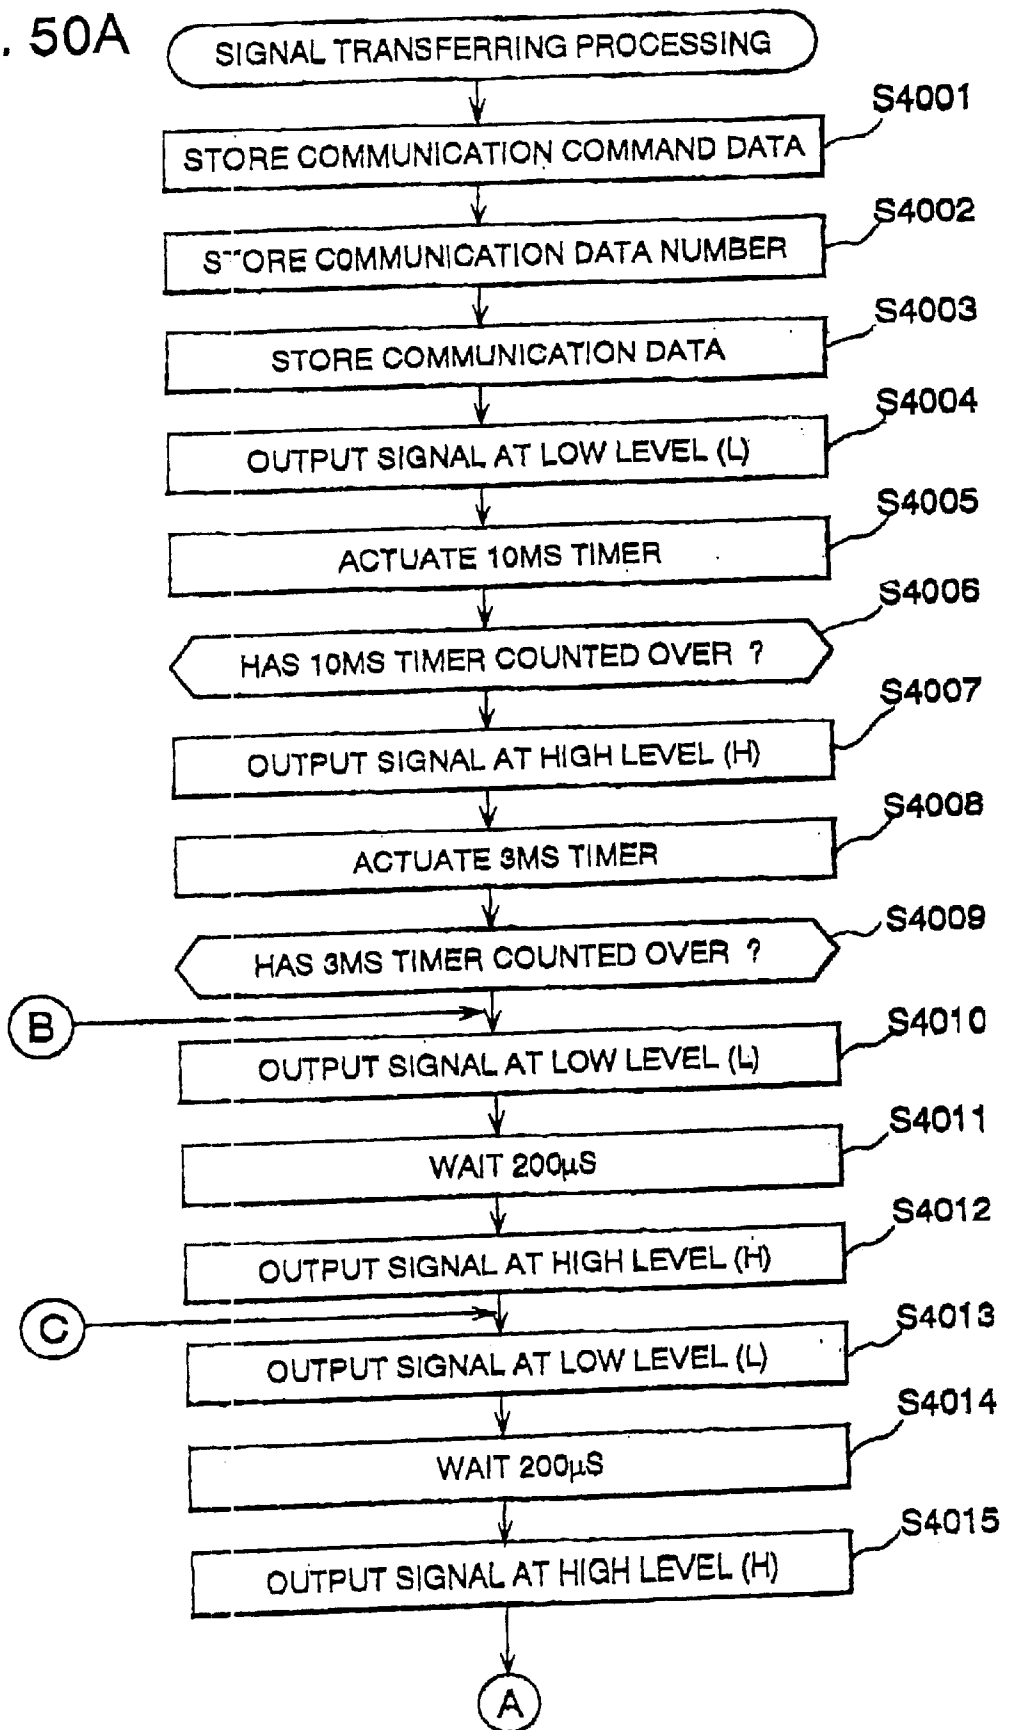 . 50A
SIGNAL TRANSFERRING PROCESSING
S4001
STORE COMMUNICATION COMMAND DATA
S4002
STORE COMMUNICATION DATA NUMBER
S4003
STORE COMMUNICATION DATA
S4004
OUTPUT SIGNAL AT LOW LEVEL (L)
S4005
ACTUATE 10MS TIMER
S4006
HAS 10MS TIMER COUNTED OVER ?
S4007
OUTPUT SIGNAL AT HIGH LEVEL (H)
S4008
ACTUATE 3MS TIMER
S4009
HAS 3MS TIMER COUNTED OVER ?
B
S4010
OUTPUT SIGNAL AT LOW LEVEL (L)
S4011
WAIT 200μS
S4012
OUTPUT SIGNAL AT HIGH LEVEL (H)
C
S4013
OUTPUT SIGNAL AT LOW LEVEL (L)
S4014
WAIT 200μS
S4015
OUTPUT SIGNAL AT HIGH LEVEL (H)
A